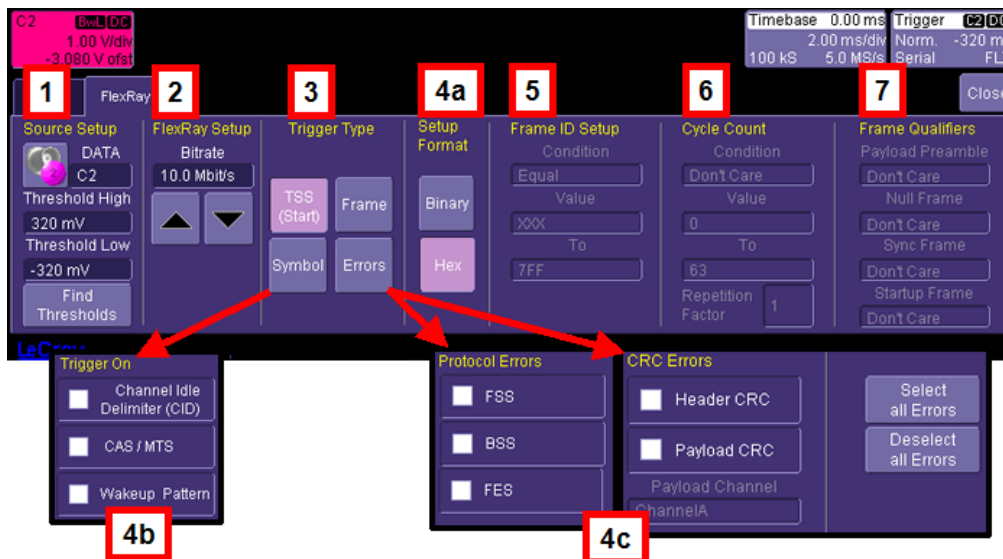 C2 BwL DC
1.00 V/div
-3.080 V ofst
Timebase 0.00 ms
2.00 ms/div
100 kS 5.0 MS/s
Trigger C2 DC
Norm. -320 m
Serial FL
1
FlexRay
2
3
4a
5
6
7
Close
Source Setup
DATA
2
C2
Threshold High
320 mV
Threshold Low
-320 mV
Find
Thresholds
FlexRay Setup
Bitrate
10.0 Mbit/s
Trigger Type
TSS
(Start)
Frame
Symbol
Errors
Setup
Format
Binary
Hex
Frame ID Setup
Condition
Equal
Value
XXX
To
7FF
Cycle Count
Condition
Don't Care
Value
0
To
63
Repetition
Factor
1
Frame Qualifiers
Payload Preamble
Don't Care
Null Frame
Don't Care
Sync Frame
Don't Care
Startup Frame
Don't Care
LeCroy
Trigger On
Channel Idle
Delimiter (CID)
CAS / MTS
Wakeup Pattern
4b
Protocol Errors
FSS
BSS
FES
CRC Errors
Header CRC
Payload CRC
Payload Channel
ChannelA
4c
Select
all Errors
Deselect
all Errors